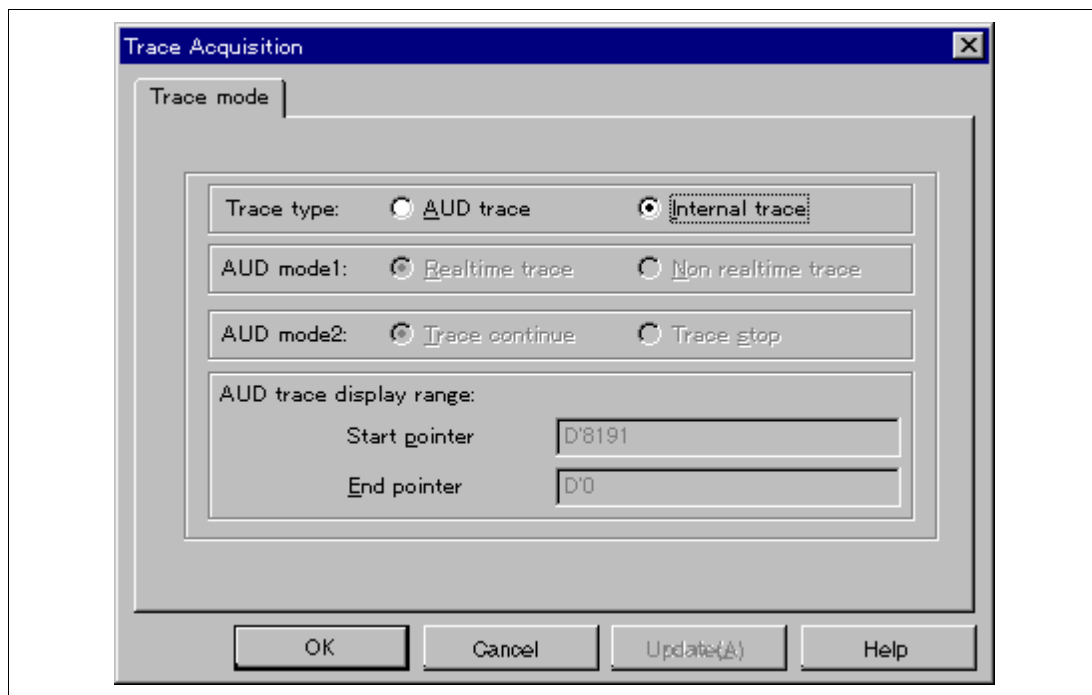 Trace Acquisition
Trace mode
Trace type: AUD trace Internal trace
AUD mode1: Realtime trace Non realtime trace
AUD mode2: Trace continue Trace stop
AUD trace display range:
Start pointer D'8191
End pointer D'0
OK Cancel Update(A) Help